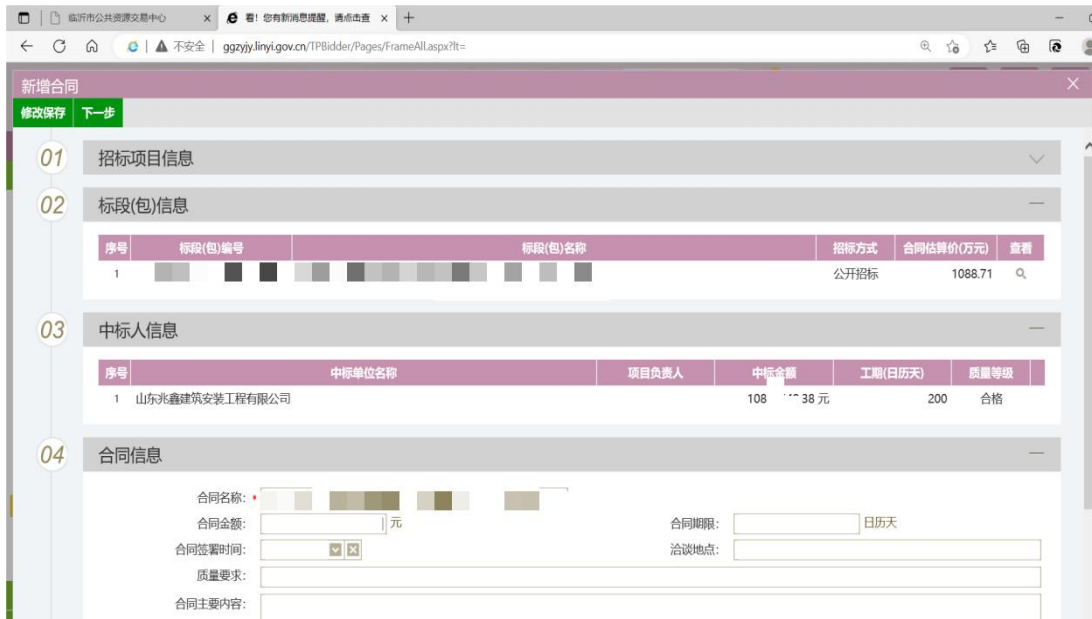 临沂市公共资源交易中心
看！您有新消息提醒，请点击查
不安全 | ggzyjy.linyi.gov.cn/TPBidder/Pages/FrameAll.aspx?lt=
新增合同
修改保存 下一步
01 招标项目信息
02 标段(包)信息
序号 标段(包)编号 标段(包)名称 招标方式 合同估算价(万元) 查看
1 公开招标 1088.71
03 中标人信息
序号 中标单位名称 项目负责人 中标金额 工期(日历天) 质量等级
1 山东兆鑫建筑安装工程有限公司 108 38 元 200 合格
04 合同信息
合同名称: *
合同金额: 元 合同期限: 日历天
合同签署时间: 洽谈地点:
质量要求:
合同主要内容: